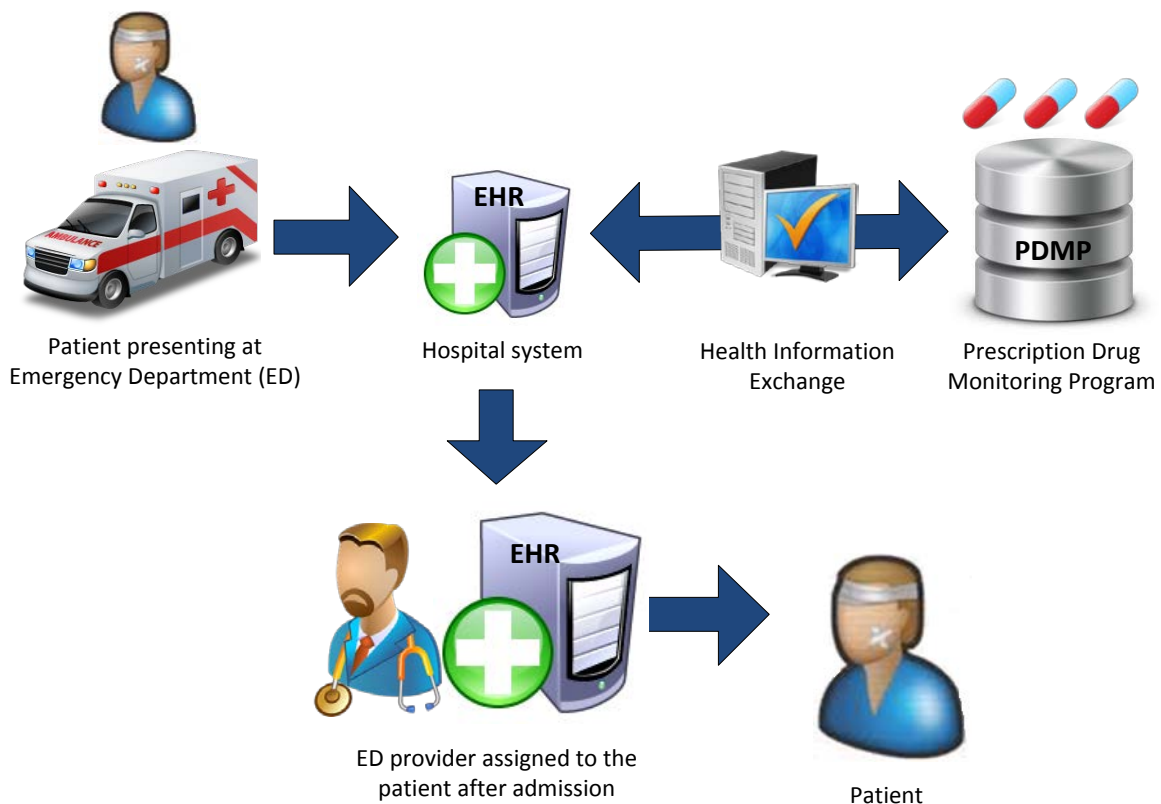 AMBULANCE
EHR
PDMP
Patient presenting at
Emergency Department (ED)
Hospital system
Health Information
Exchange
Prescription Drug
Monitoring Program
EHR
ED provider assigned to the
patient after admission
Patient